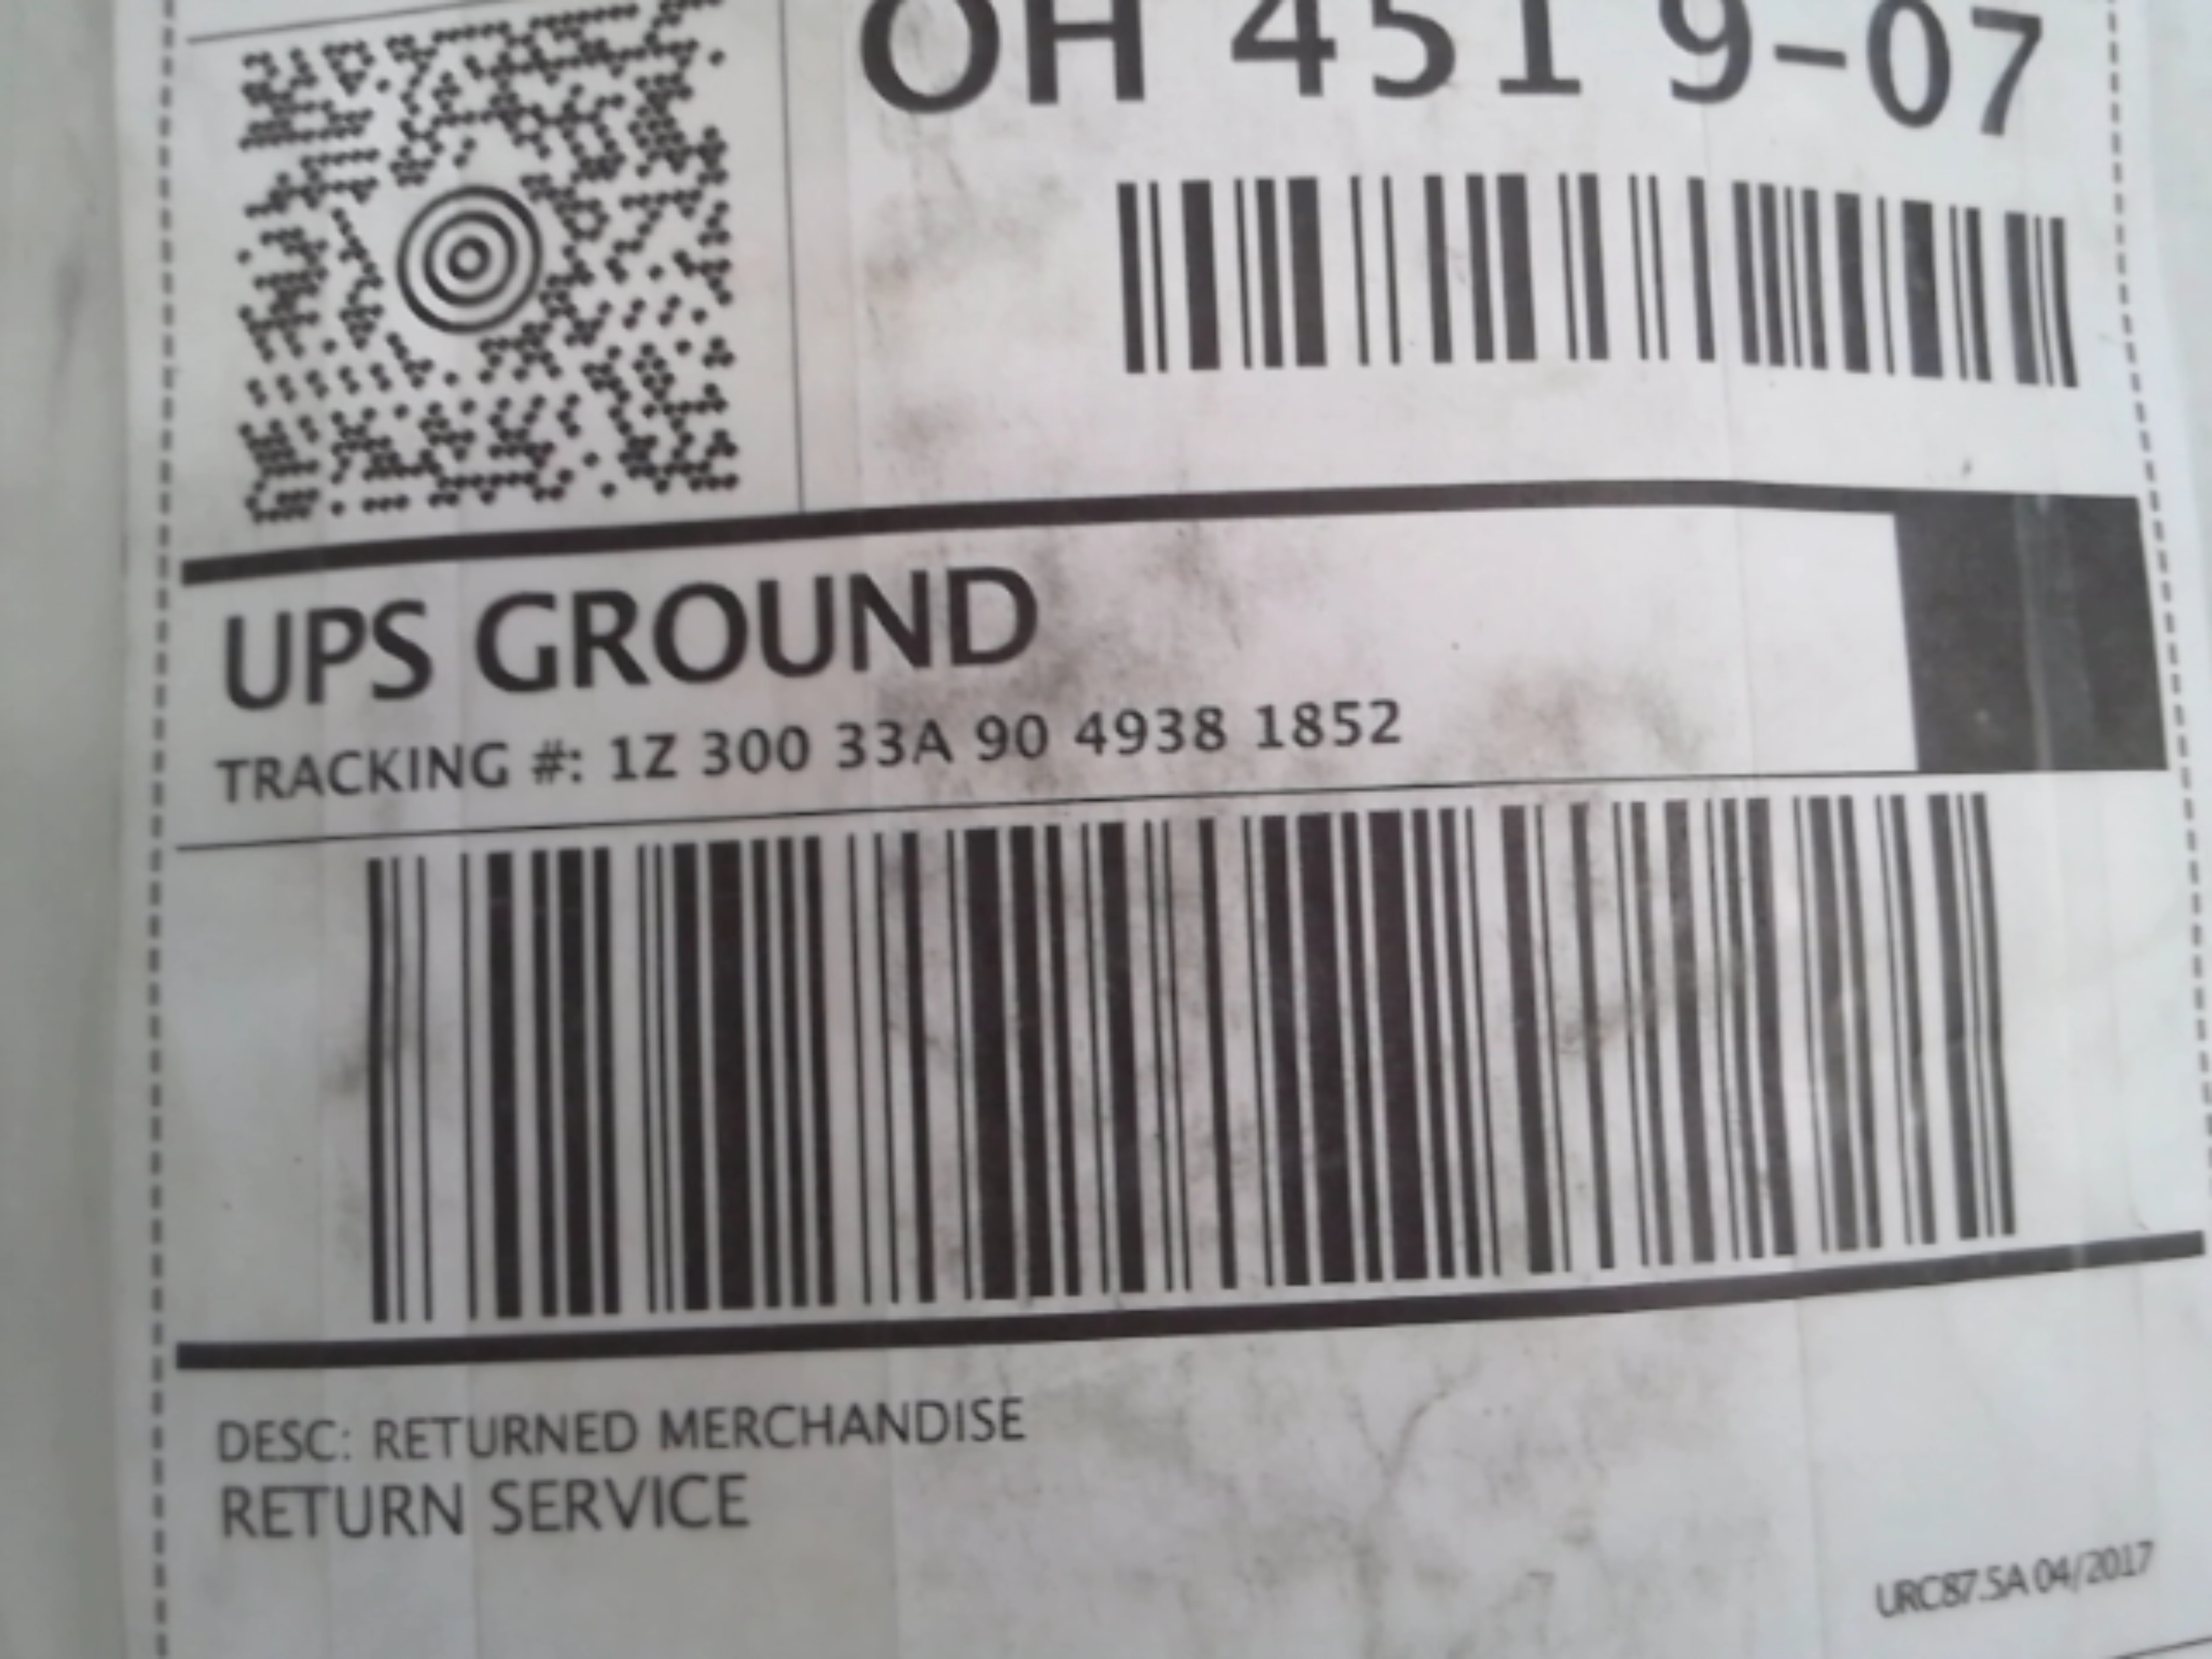 OH 451 9-07
UPS GROUND
TRACKING #: 1Z 300 33A 90 4938 1852
DESC: RETURNED MERCHANDISE
RETURN SERVICE
URC87.5A 04/2017